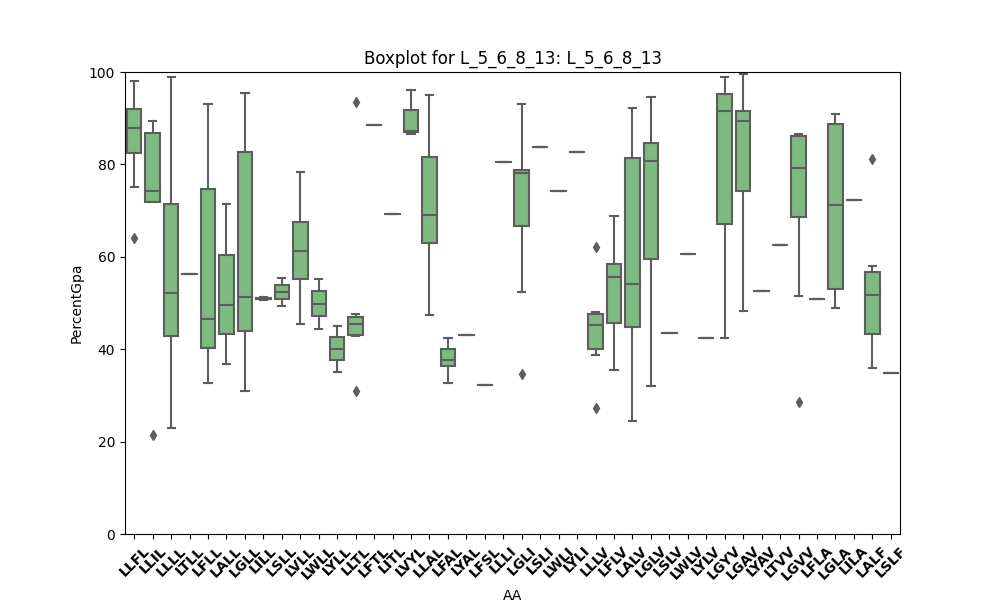 Boxplot for L_5_6_8_13: L_5_6_8_13
PercentGpa
100
80
60
40
20
0
LLFL
LLIL
LLLL
LTLL
LFLL
LALL
LGLL
LILL
LSLL
LVLL
LWLL
LYLL
LLTL
LFTL
LITL
LVYL
LLAL
LFAL
LYAL
LFSL
LLLI
LGLI
LSLI
LWLI
LYLI
LLLV
LFLV
LALV
LGLV
LSLV
LWLV
LYLV
LGYV
LGAV
LYAV
LTVV
LGVV
LFLA
LGLA
LILA
LALF
LSLF
AA